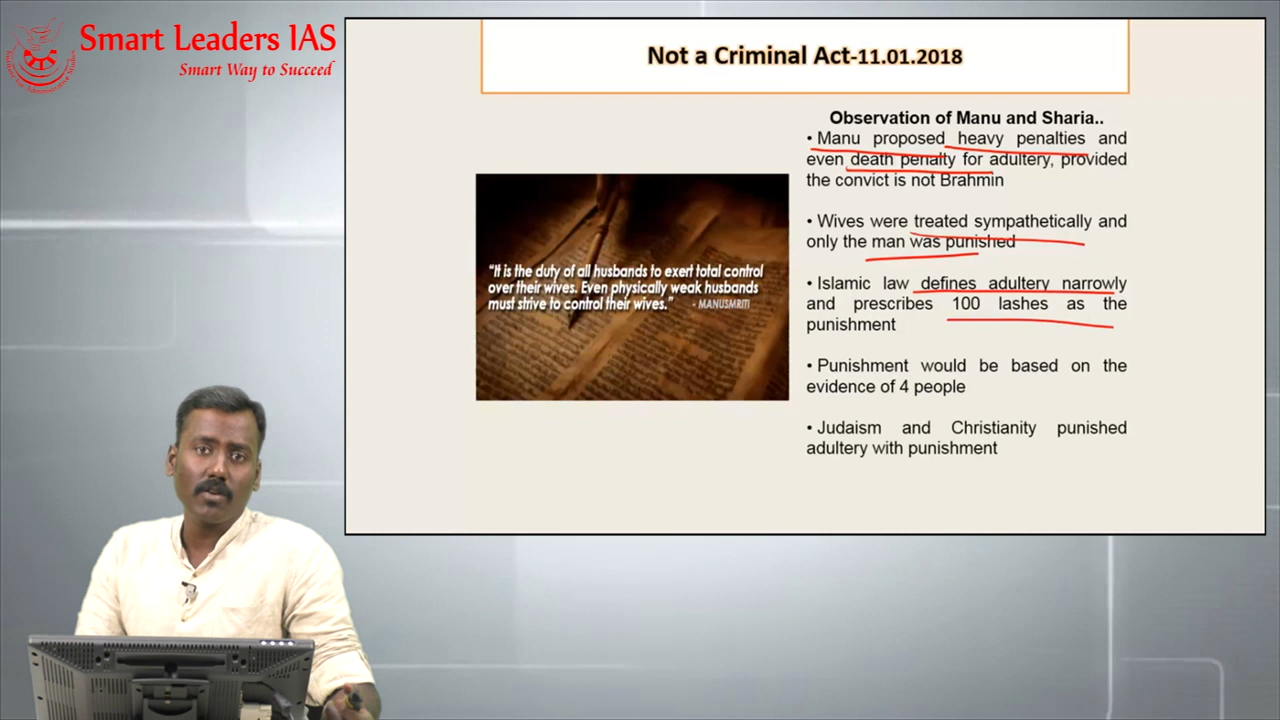 Smart Leaders IAS
Smart Way to Succeed
Not a Criminal Act-11.01.2018
Observation of Manu and Sharia..
• Manu proposed heavy penalties and
even death penalty for adultery, provided
the convict is not Brahmin
• Wives were treated sympathetically and
only the man was punished
• Islamic law defines adultery narrowly
and prescribes 100 lashes as the
punishment
• Punishment would be based on the
evidence of 4 people
• Judaism and Christianity punished
adultery with punishment
“It is the duty of all husbands to exert total control
over their wives. Even physically weak husbands
must strive to control their wives.” - MANUSMRITI